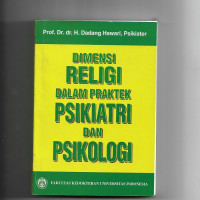 Prof. Dr. dr. H. Dadang Hawari, Psikiater
DIMENSI
RELIGI
DALAM PRAKTEK
PSIKIATRI
DAN
PSIKOLOGI
FAKULTAS KEDOKTERAN UNIVERSITAS INDONESIA